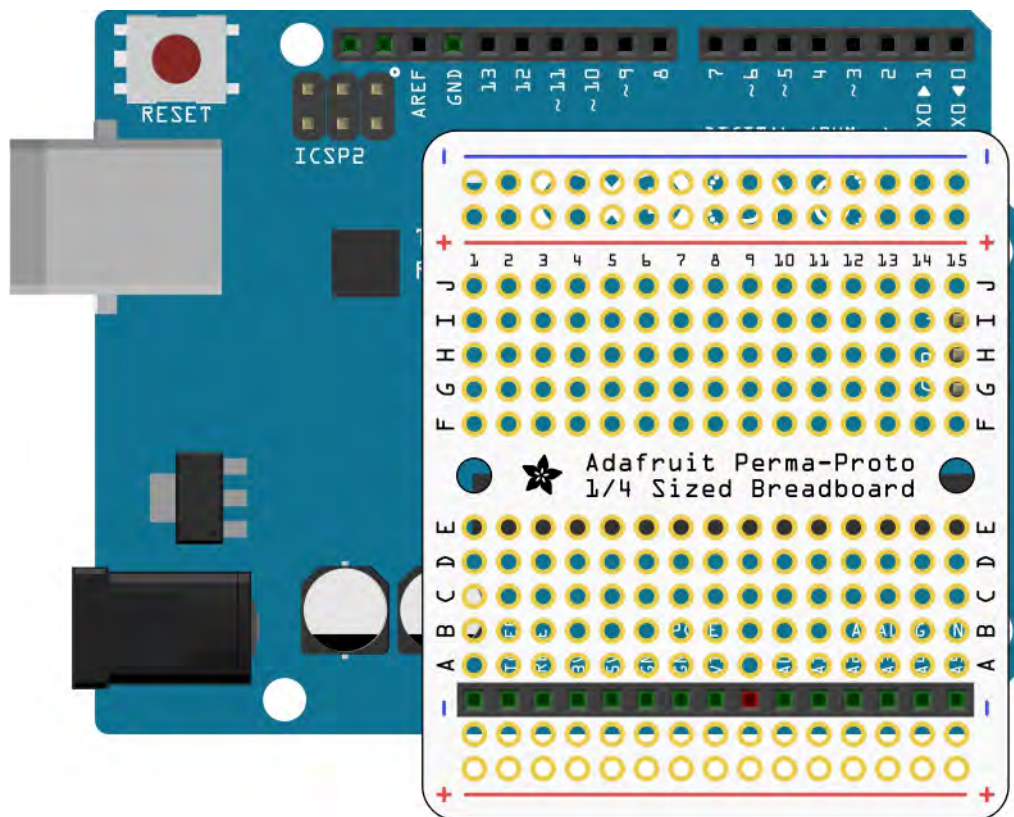 RESET
ICSP2
AREF
GND
13
12
~11
~10
~9
8
7
~6
~5
4
~3
2
1
0
- -
+ +
1 2 3 4 5 6 7 8 9 10 11 12 13 14 15
J J
I I
H H
G G
F F
Adafruit Perma-Proto
1/4 Sized Breadboard
E E
D D
C C
B B
A A
- -
+ +